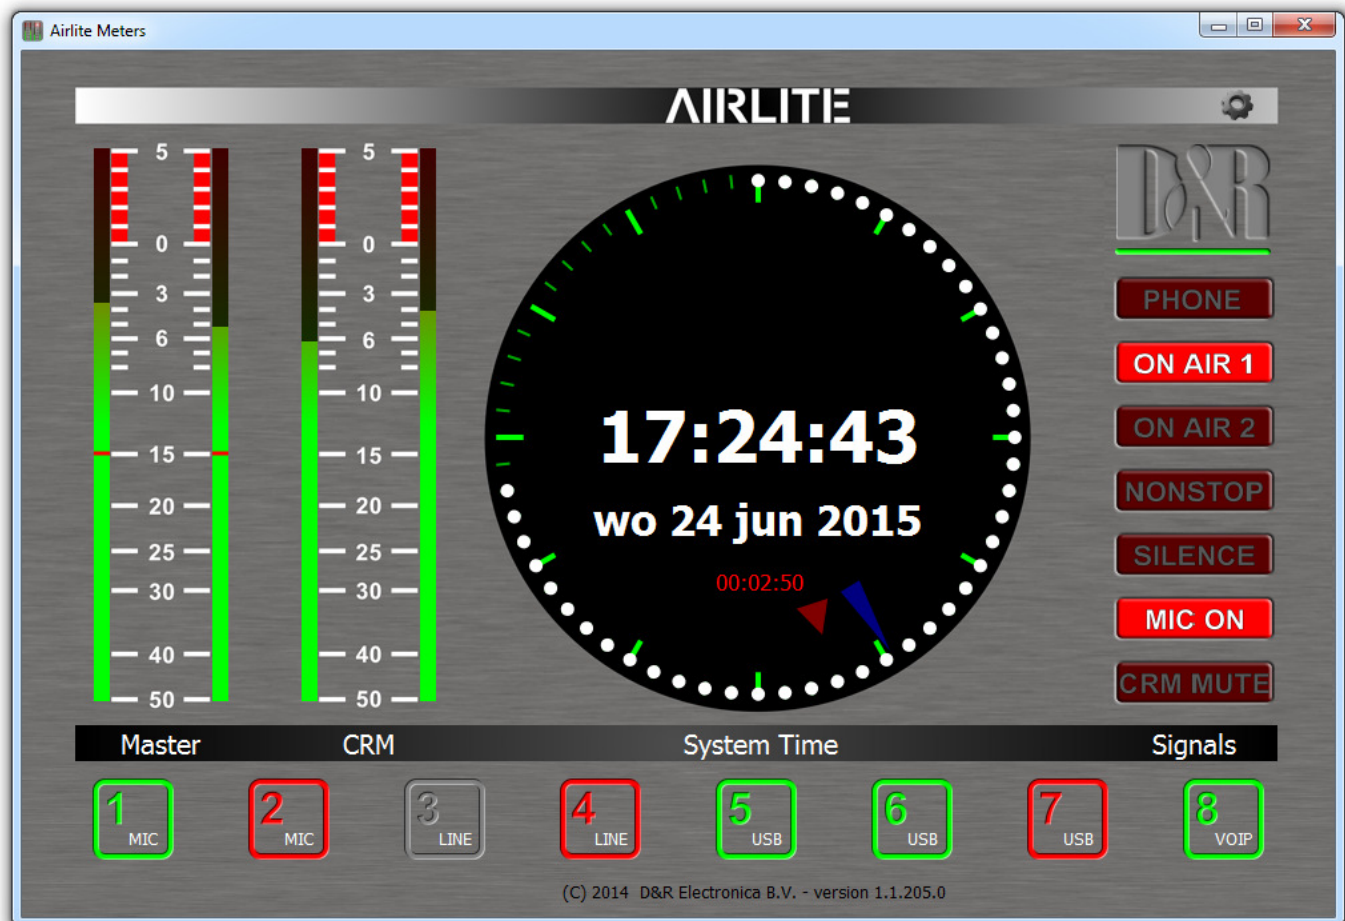 Airlite Meters
AIRLITE
5 5
0 0
3 3
6 6
10 10
15 15
20 20
25 25
30 30
40 40
50 50
17:24:43
wo 24 jun 2015
00:02:50
D&R
PHONE
ON AIR 1
ON AIR 2
NONSTOP
SILENCE
MIC ON
CRM MUTE
Master CRM System Time Signals
1 MIC
2 MIC
3 LINE
4 LINE
5 USB
6 USB
7 USB
8 VOIP
(C) 2014 D&R Electronica B.V. - version 1.1.205.0